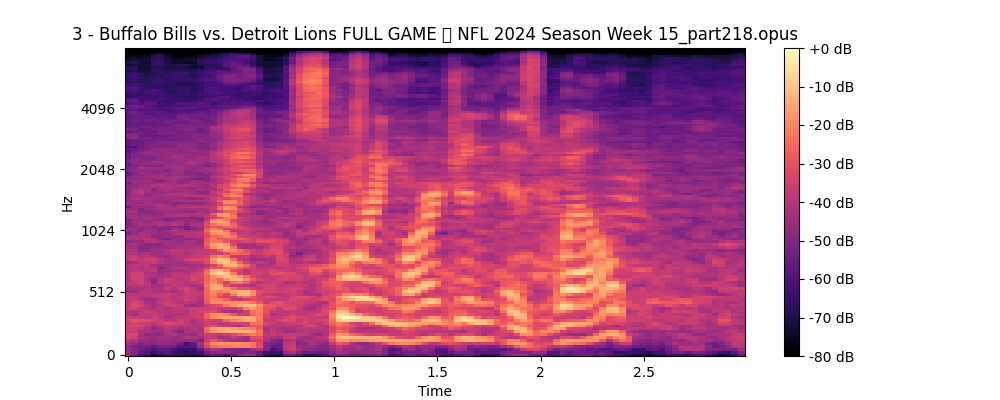 3 - Buffalo Bills vs. Detroit Lions FULL GAME ▯ NFL 2024 Season Week 15_part218.opus
+0 dB
-10 dB
-20 dB
-30 dB
-40 dB
-50 dB
-60 dB
-70 dB
-80 dB
4096
2048
1024
512
0
Hz
0
0.5
1
1.5
2
2.5
Time